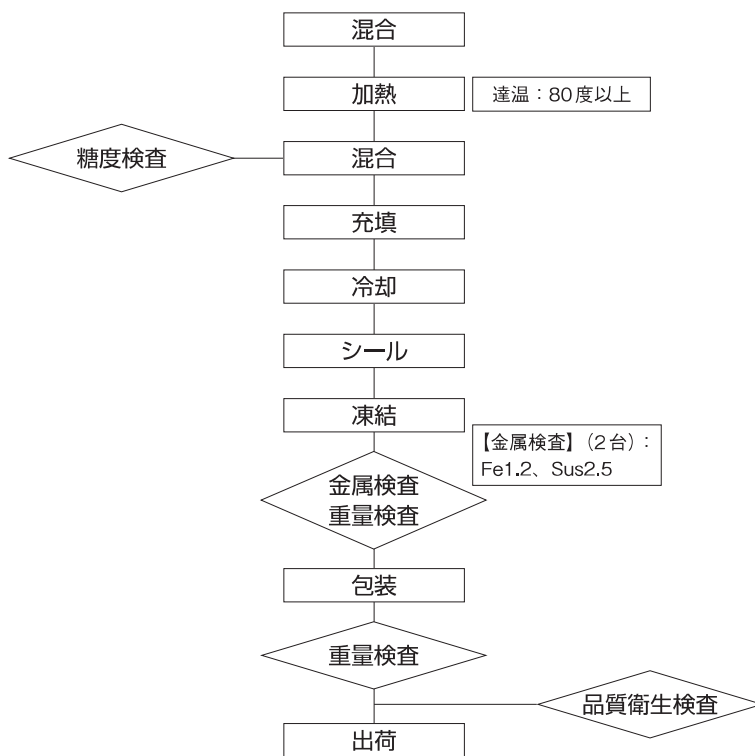 混合
加熱
達温：80度以上
糖度検査
混合
充填
冷却
シール
凍結
【金属検査】（2台）：
Fe1.2、Sus2.5
金属検査
重量検査
包装
重量検査
品質衛生検査
出荷